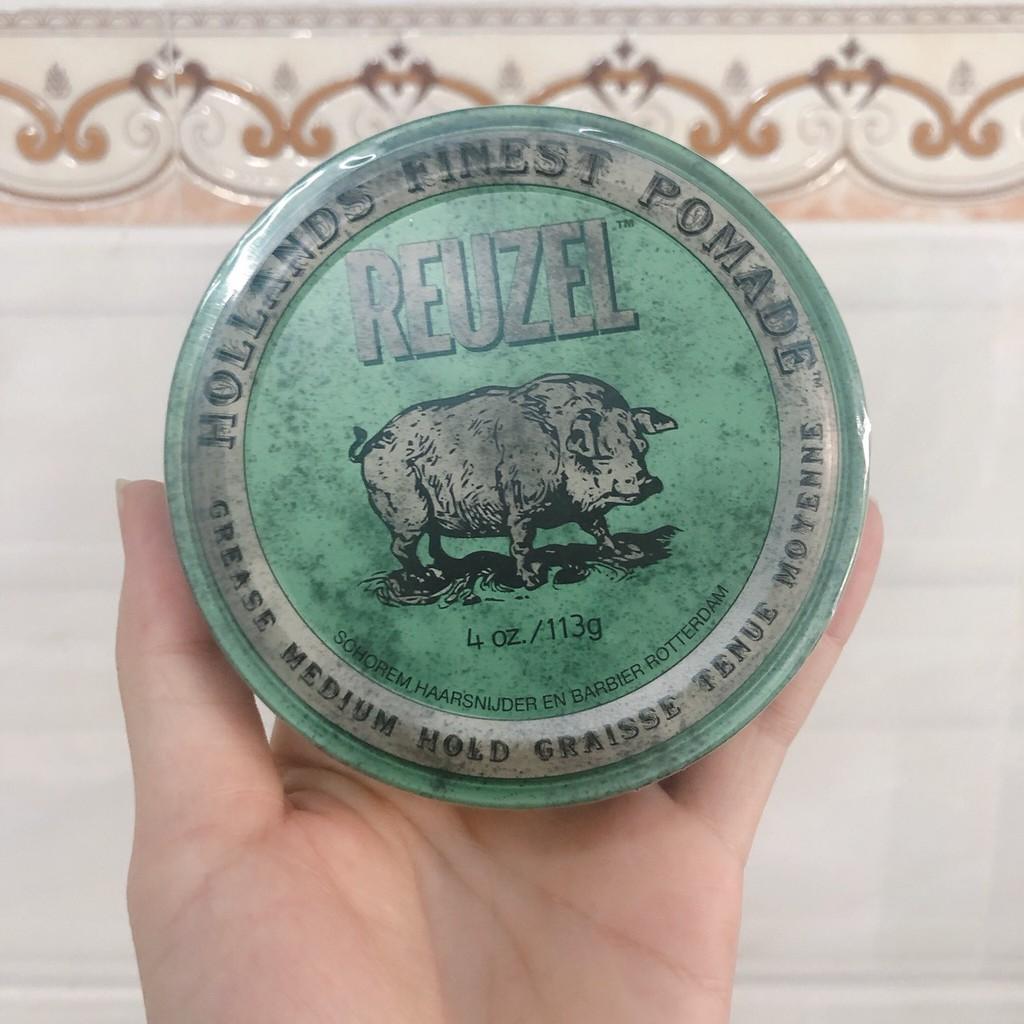 HOLLANDS FINEST POMADE™
REUZEL™
4 oz./113g
SCHOREM HAARSNIJDER EN BARBIER ROTTERDAM
GREASE MEDIUM HOLD GRAISSE TENUE MOYENNE